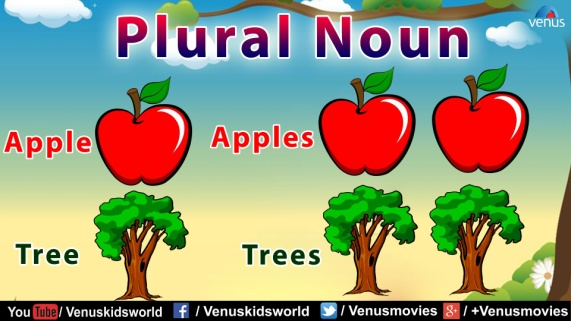 Plural Noun
venus
Apple
Apples
Tree
Trees
You Tube / Venuskidsworld f / Venuskidsworld / Venusmovies g+ / +Venusmovies